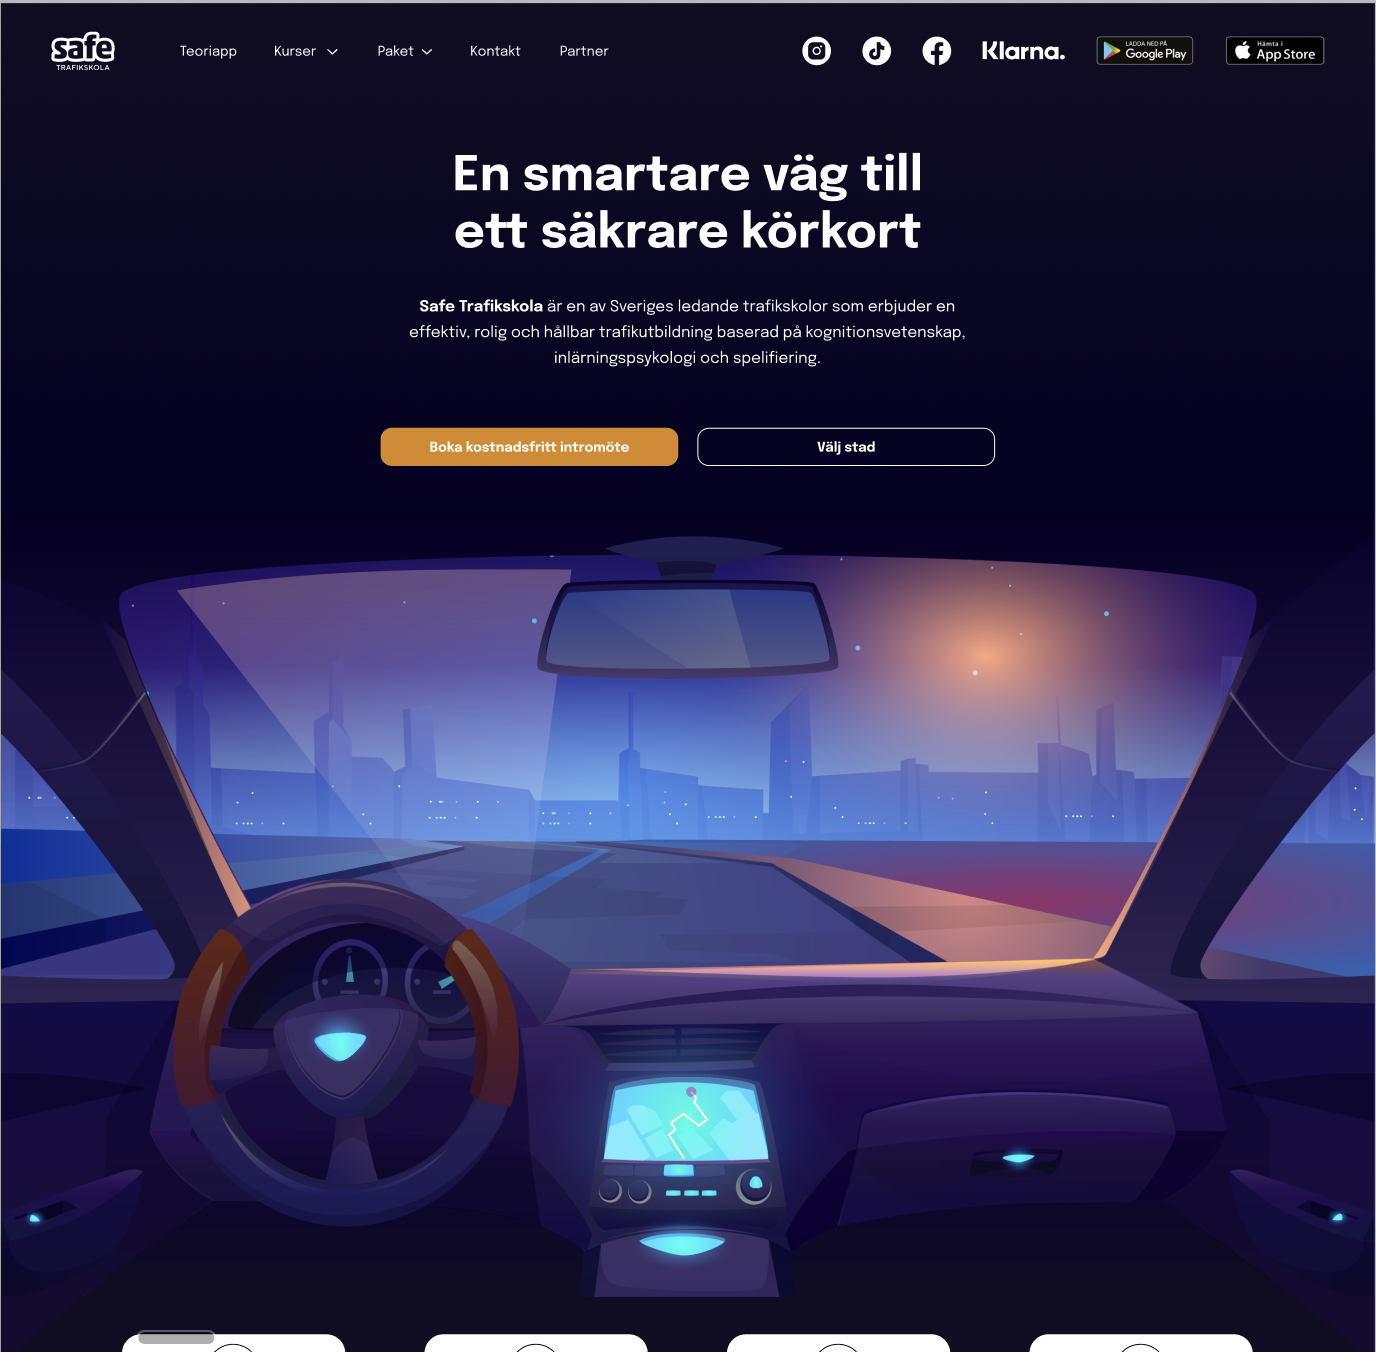 safe
TRAFIKSKOLA
Teoriapp
Kurser
Paket
Kontakt
Partner
Klarna.
LADDA NED PÅ
Google Play
Hämta i
App Store
En smartare väg till
ett säkrare körkort
Safe Trafikskola är en av Sveriges ledande trafikskolor som erbjuder en
effektiv, rolig och hållbar trafikutbildning baserad på kognitionsvetenskap,
inlärningspsykologi och spelifiering.
Boka kostnadsfritt intromöte
Välj stad